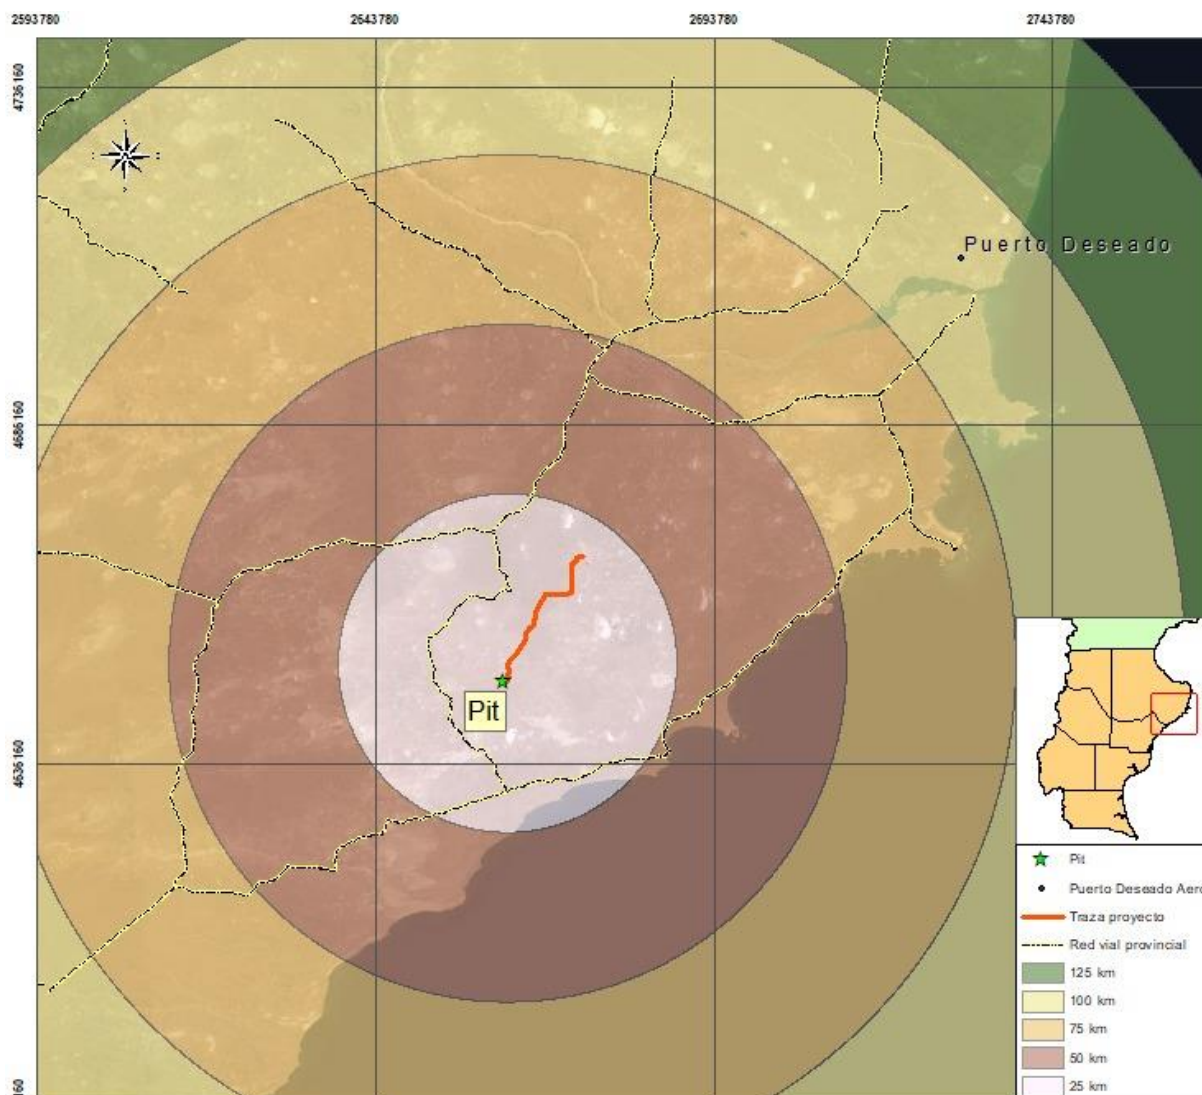 2593780
2643780
2693780
2743780
4736160
Puerto Deseado
4686160
Pit
4636160
Pit
Puerto Deseado Aero
Traza proyecto
Red vial provincial
125 km
100 km
75 km
50 km
25 km
160